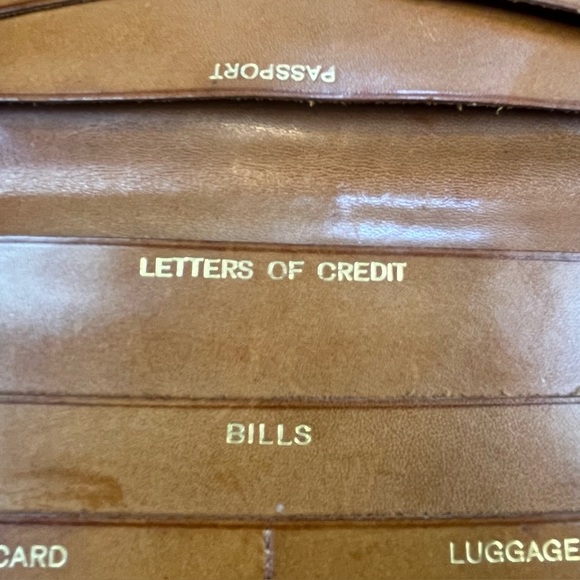 PASSPORT
LETTERS OF CREDIT
BILLS
CARD
LUGGAGE